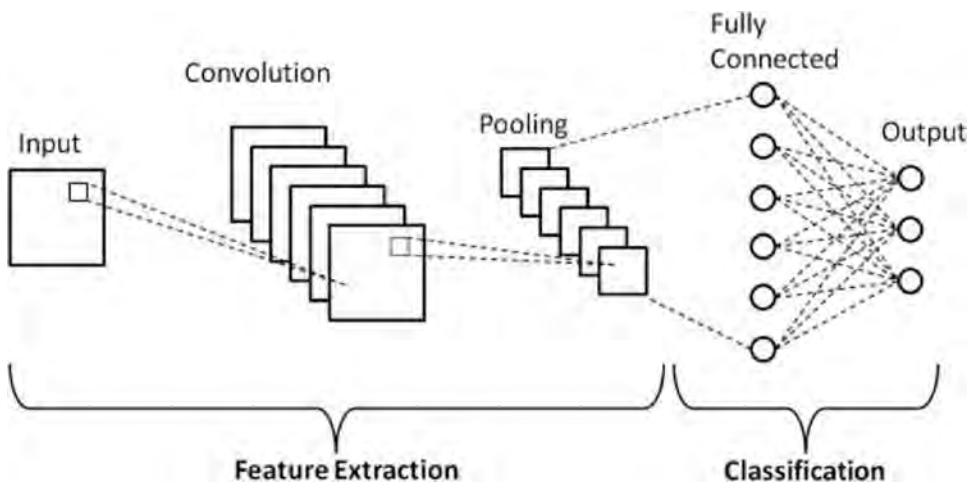 Input
Convolution
Pooling
Fully
Connected
Output
Feature Extraction
Classification